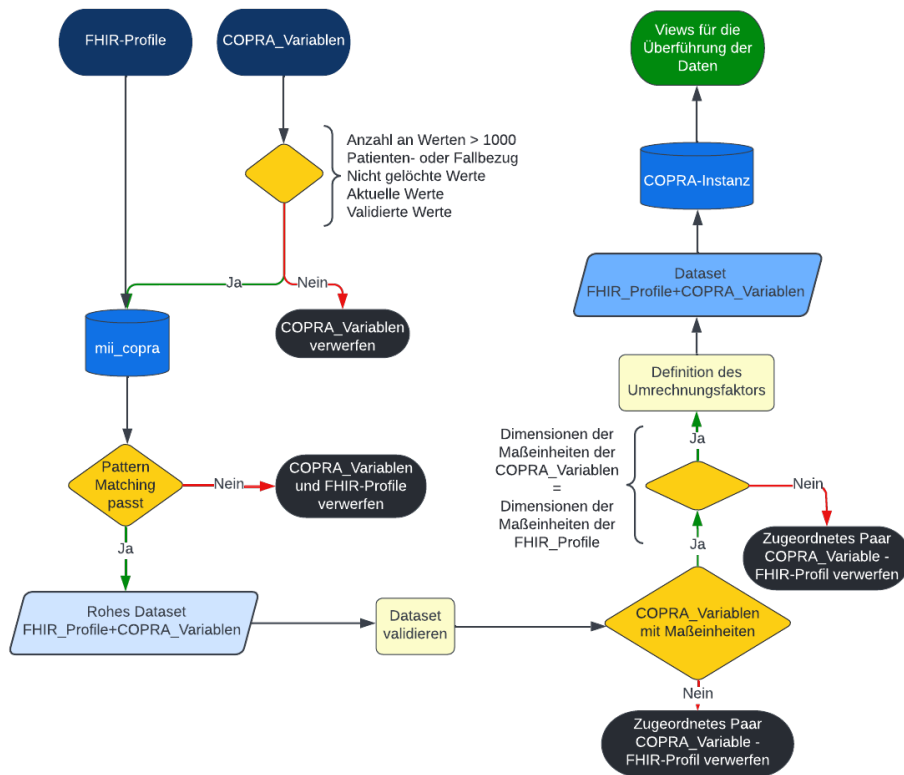 FHIR-Profile
COPRA_Variablen
Anzahl an Werten > 1000
Patienten- oder Fallbezug
Nicht gelöchte Werte
Aktuelle Werte
Validierte Werte
Ja
Nein
COPRA_Variablen
verwerfen
mii_copra
Pattern
Matching
passt
Nein
COPRA_Variablen
und FHIR-Profile
verwerfen
Ja
Rohes Dataset
FHIR_Profile+COPRA_Variablen
Dataset
validieren
COPRA_Variablen
mit Maßeinheiten
Nein
Zugeordnetes Paar
COPRA_Variable -
FHIR-Profil verwerfen
Ja
Dimensionen der
Maßeinheiten der
COPRA_Variablen
=
Dimensionen der
Maßeinheiten der
FHIR_Profile
Nein
Zugeordnetes Paar
COPRA_Variable -
FHIR-Profil verwerfen
Ja
Definition des
Umrechnungsfaktors
Dataset
FHIR_Profile+COPRA_Variablen
COPRA-Instanz
Views für die
Überführung der
Daten